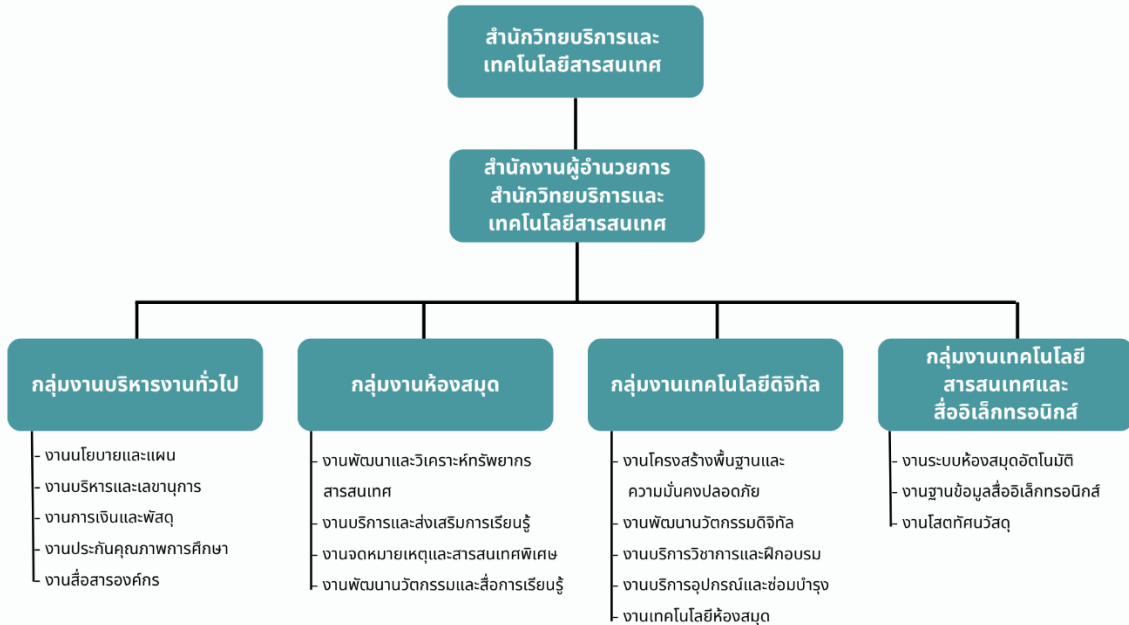 สำนักวิทยบริการและ
เทคโนโลยีสารสนเทศ
สำนักงานผู้อำนวยการ
สำนักวิทยบริการและ
เทคโนโลยีสารสนเทศ
กลุ่มงานบริหารงานทั่วไป
- งานนโยบายและแผน
- งานบริหารและเลขานุการ
- งานการเงินและพัสดุ
- งานประกันคุณภาพการศึกษา
- งานสื่อสารองค์กร
กลุ่มงานห้องสมุด
- งานพัฒนาและวิเคราะห์ทรัพยากร
สารสนเทศ
- งานบริการและส่งเสริมการเรียนรู้
- งานจดหมายเหตุและสารสนเทศพิเศษ
- งานพัฒนานวัตกรรมและสื่อการเรียนรู้
กลุ่มงานเทคโนโลยีดิจิทัล
- งานโครงสร้างพื้นฐานและ
ความมั่นคงปลอดภัย
- งานพัฒนานวัตกรรมดิจิทัล
- งานบริการวิชาการและฝึกอบรม
- งานบริการอุปกรณ์และซ่อมบำรุง
- งานเทคโนโลยีห้องสมุด
กลุ่มงานเทคโนโลยี
สารสนเทศและ
สื่ออิเล็กทรอนิกส์
- งานระบบห้องสมุดอัตโนมัติ
- งานฐานข้อมูลสื่ออิเล็กทรอนิกส์
- งานโสตทัศนวัสดุ